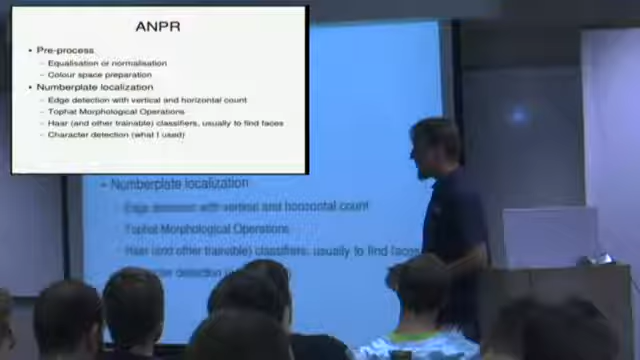 ANPR
• Pre-process
– Equalisation or normalisation
– Colour space preparation
• Numberplate localization
– Edge detection with vertical and horizontal count
– Tophat Morphological Operations
– Haar (and other trainable) classifiers, usually to find faces
– Character detection (what I used)
• Numberplate localization
– Edge detection with vertical and horizontal count
– Tophat Morphological Operations
– Haar (and other trainable) classifiers, usually to find faces
detection